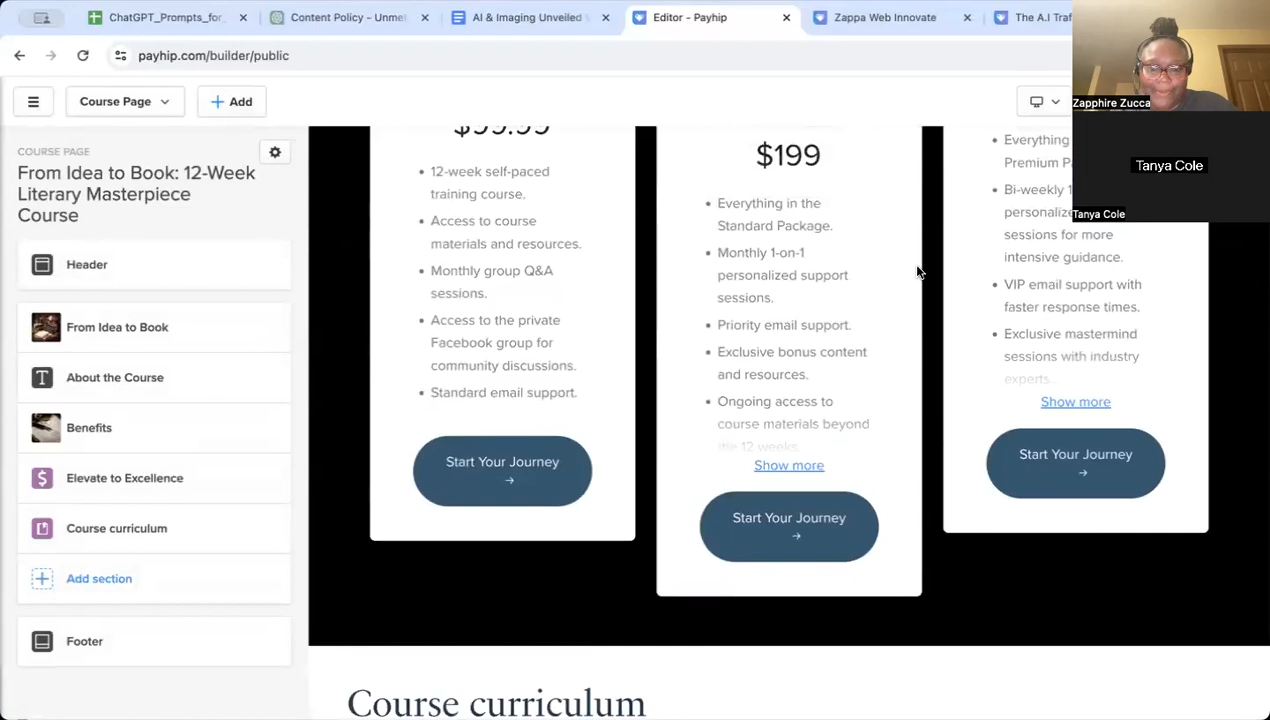 ChatGPT_Prompts_for_
Content Policy - Unme
AI & Imaging Unveiled
Editor - Payhip
Zappa Web Innovate
The A.I Traf
payhip.com/builder/public
Course Page
Add
COURSE PAGE
From Idea to Book: 12-Week
Literary Masterpiece
Course
Header
From Idea to Book
About the Course
Benefits
Elevate to Excellence
Course curriculum
Add section
Footer
$99.99
• 12-week self-paced
training course.
• Access to course
materials and resources.
• Monthly group Q&A
sessions.
• Access to the private
Facebook group for
community discussions.
• Standard email support.
Start Your Journey
→
$199
• Everything in the
Standard Package.
• Monthly 1-on-1
personalized support
sessions.
• Priority email support.
• Exclusive bonus content
and resources.
• Ongoing access to
course materials beyond
the 12 weeks.
Show more
Start Your Journey
→
Everything
Premium P
• Bi-weekly 1
personaliz
sessions for more
intensive guidance.
• VIP email support with
faster response times.
• Exclusive mastermind
sessions with industry
experts.
Show more
Start Your Journey
→
Course curriculum
Zapphire Zucca
Tanya Cole
Tanya Cole